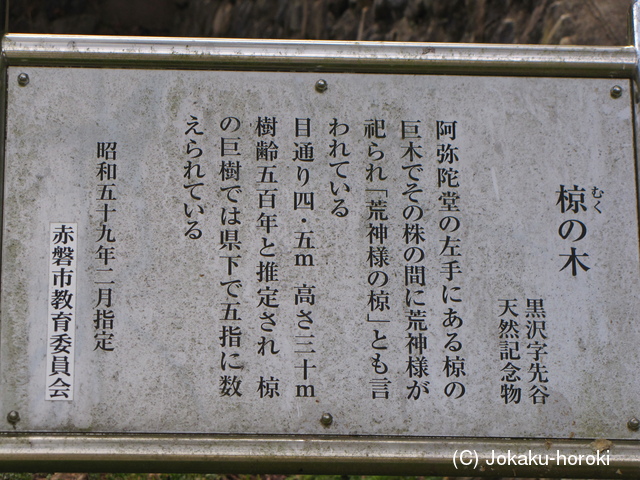 むく
椋の木
黒沢字先谷
天然記念物
阿弥陀堂の左手にある椋の
巨木でその株の間に荒神様が
祀られ「荒神様の椋」とも言
われている
目通り四・五m 高さ三十m
樹齢五百年と推定され 椋
の巨樹では県下で五指に数
えられている
昭和五十九年二月指定
赤磐市教育委員会
(C) Jokaku-horoki